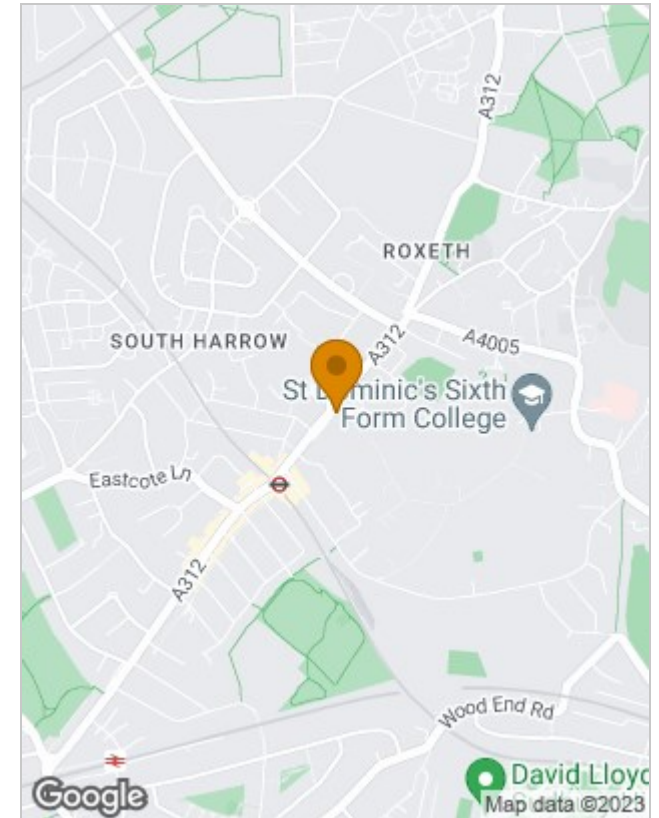 A312
ROXETH
SOUTH HARROW
A312
A4005
St Dominic's Sixth
Form College
Eastcote Ln
A312
Wood End Rd
David Lloyd
Google
Map data ©2023